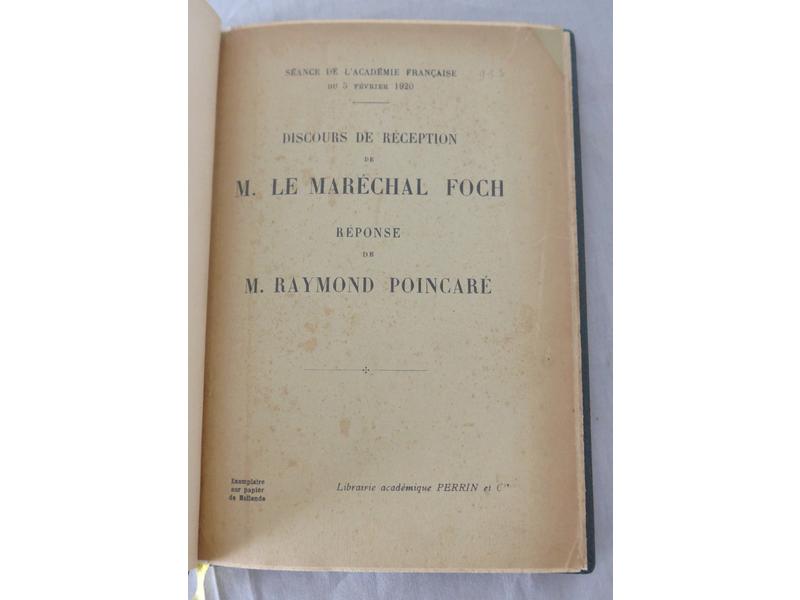 SÉANCE DE L'ACADÉMIE FRANÇAISE
DU 5 FÉVRIER 1920
DISCOURS DE RÉCEPTION
DE
M. LE MARÉCHAL FOCH
RÉPONSE
DE
M. RAYMOND POINCARÉ
Exemplaire
sur papier
de Hollande
Librairie académique PERRIN et Cie